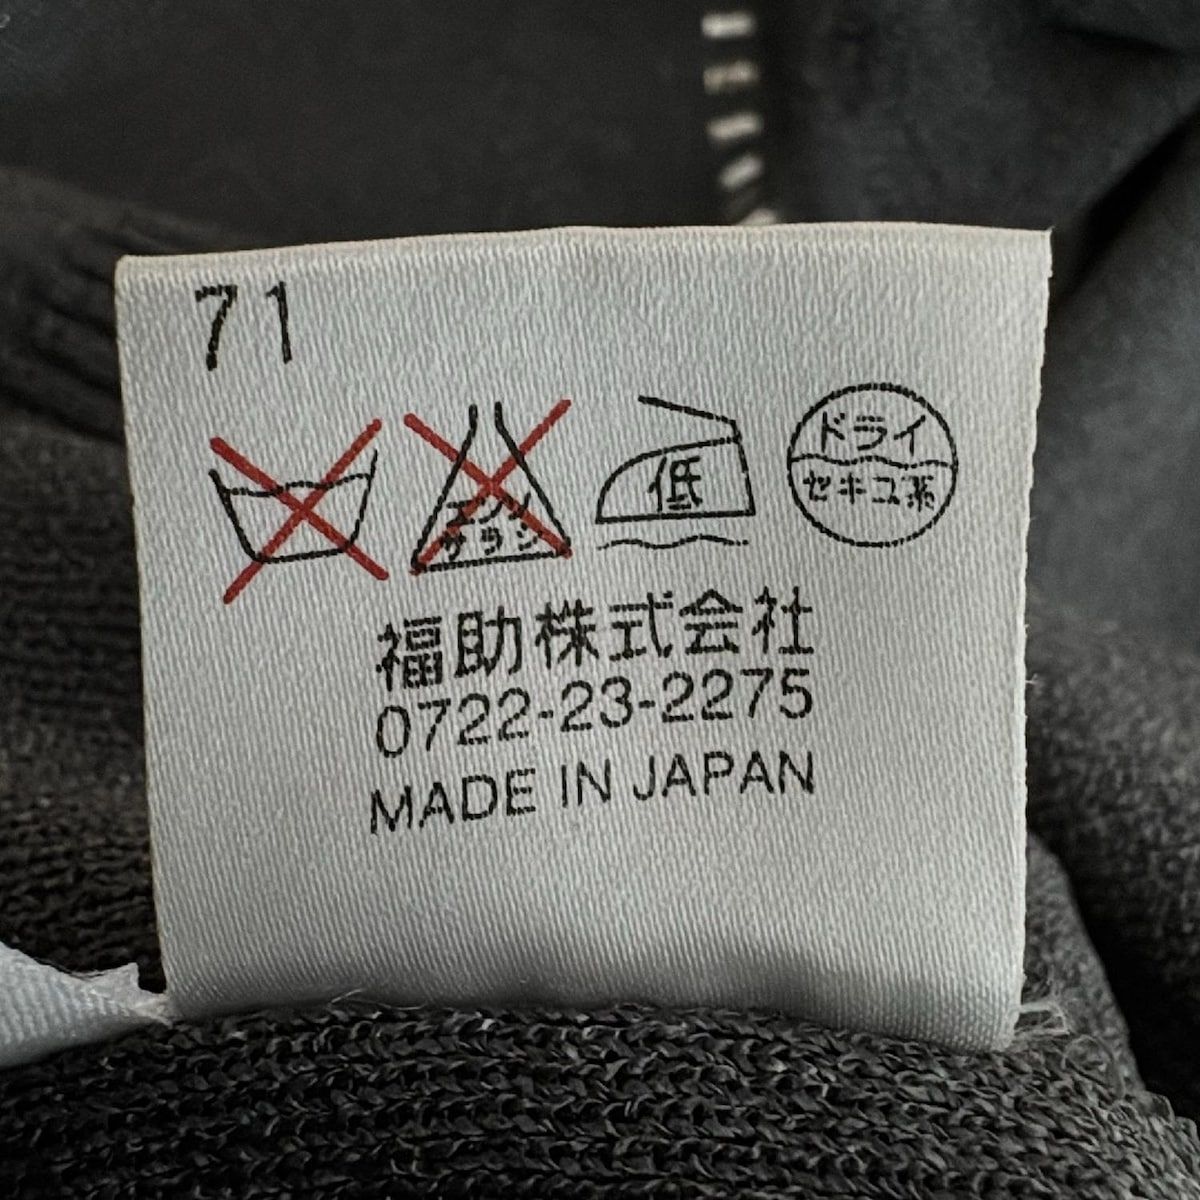 71
エンソ
サラシ
低
ドライ
セキユ系
福助株式会社
0722-23-2275
MADE IN JAPAN